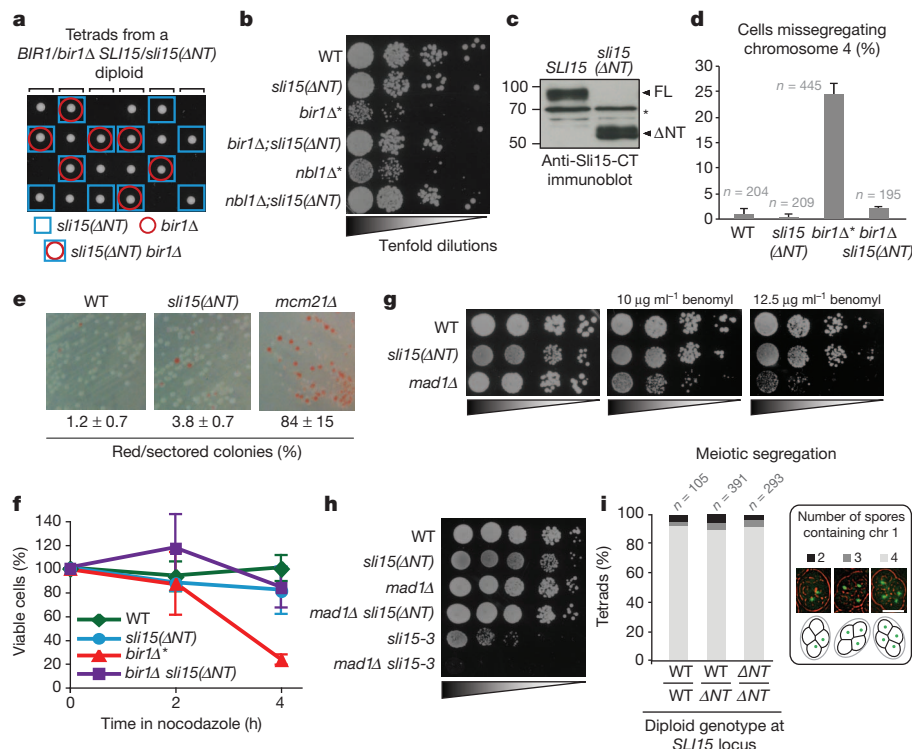 a
Tetrads from a
BIR1/bir1Δ SLI15/sli15(ΔNT)
diploid
sli15(ΔNT) bir1Δ
sli15(ΔNT) bir1Δ
b
WT
sli15(ΔNT)
bir1Δ*
bir1Δ;sli15(ΔNT)
nbl1Δ*
nbl1Δ;sli15(ΔNT)
Tenfold dilutions
c
SLI15
sli15
(ΔNT)
100
70
50
FL
*
ΔNT
Anti-Sli15-CT
immunoblot
d
Cells missegregating
chromosome 4 (%)
30
25
20
15
10
5
0
n = 204
n = 209
n = 445
n = 195
WT
sli15
(ΔNT)
bir1Δ*
bir1Δ
sli15(ΔNT)
e
WT
sli15(ΔNT)
mcm21Δ
1.2 ± 0.7
3.8 ± 0.7
84 ± 15
Red/sectored colonies (%)
g
10 μg ml−1 benomyl
12.5 μg ml−1 benomyl
WT
sli15(ΔNT)
mad1Δ
f
Viable cells (%)
140
120
100
80
60
40
20
0
WT
sli15(ΔNT)
bir1Δ*
bir1Δ sli15(ΔNT)
0
2
4
Time in nocodazole (h)
h
WT
sli15(ΔNT)
mad1Δ
mad1Δ sli15(ΔNT)
sli15-3
mad1Δ sli15-3
i
Meiotic segregation
n = 105
n = 391
n = 293
Tetrads (%)
100
80
60
40
20
0
WT
WT
WT
ΔNT
ΔNT
ΔNT
Diploid genotype at
SLI15 locus
Number of spores
containing chr 1
2
3
4